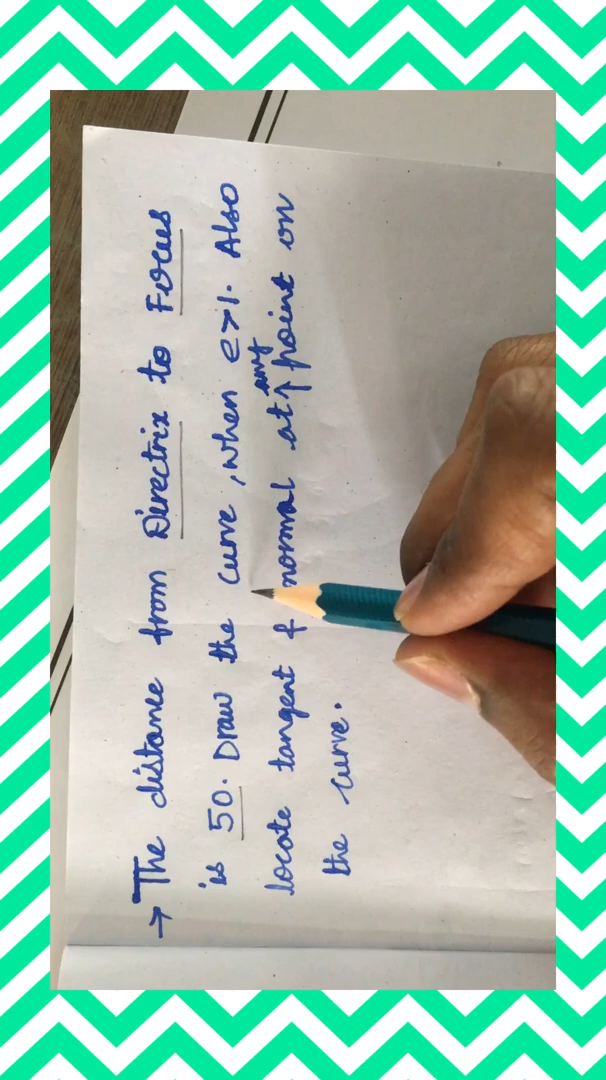 → The distance from Directrix to Focus
is 50. Draw the curve, when e>1. Also
locate tangent & normal at ↑ any point on
the curve.